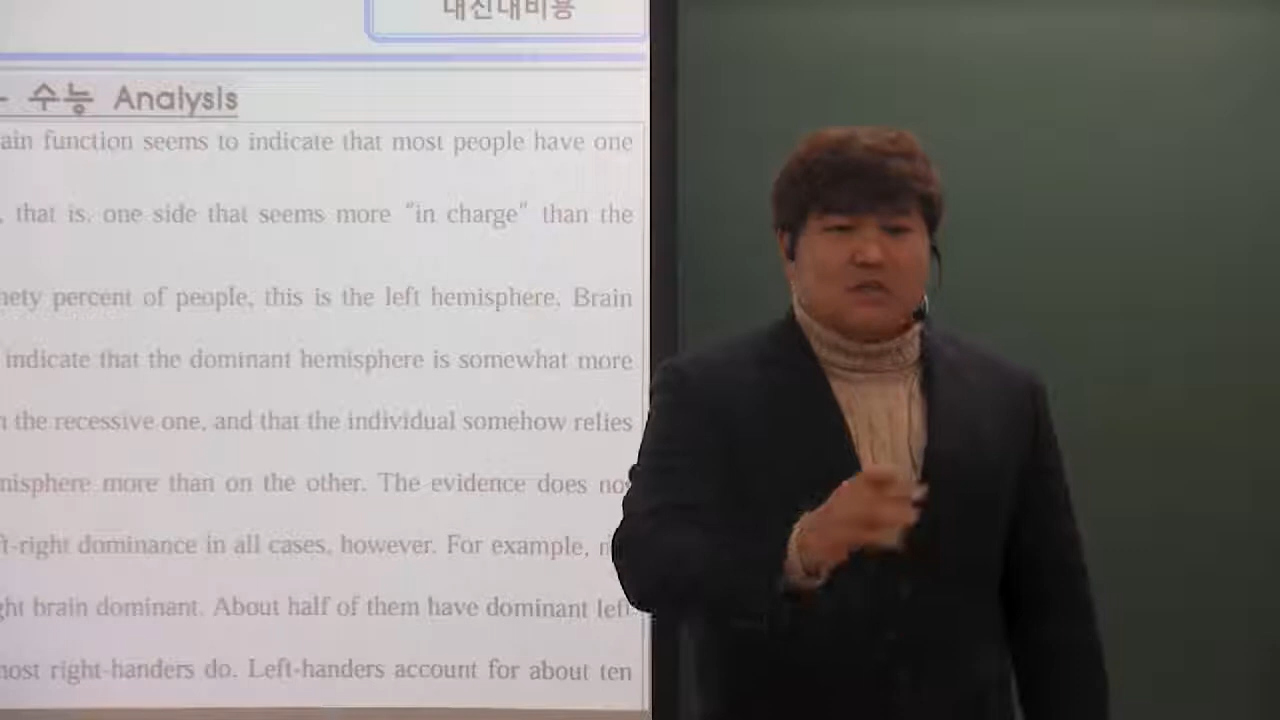 내신대비용
수능 Analysis
ain function seems to indicate that most people have one
, that is, one side that seems more "in charge" than the
nety percent of people, this is the left hemisphere. Brain
indicate that the dominant hemisphere is somewhat more
n the recessive one, and that the individual somehow relies
nisphere more than on the other. The evidence does no
t-right dominance in all cases, however. For example,
ght brain dominant. About half of them have dominant left
nost right-handers do. Left-handers account for about ten